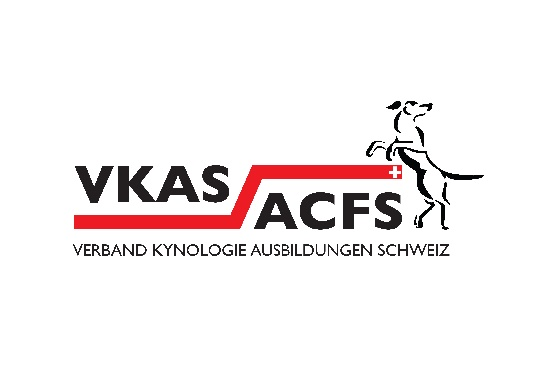 VKAS
ACFS
VERBAND KYNOLOGIE AUSBILDUNGEN SCHWEIZ